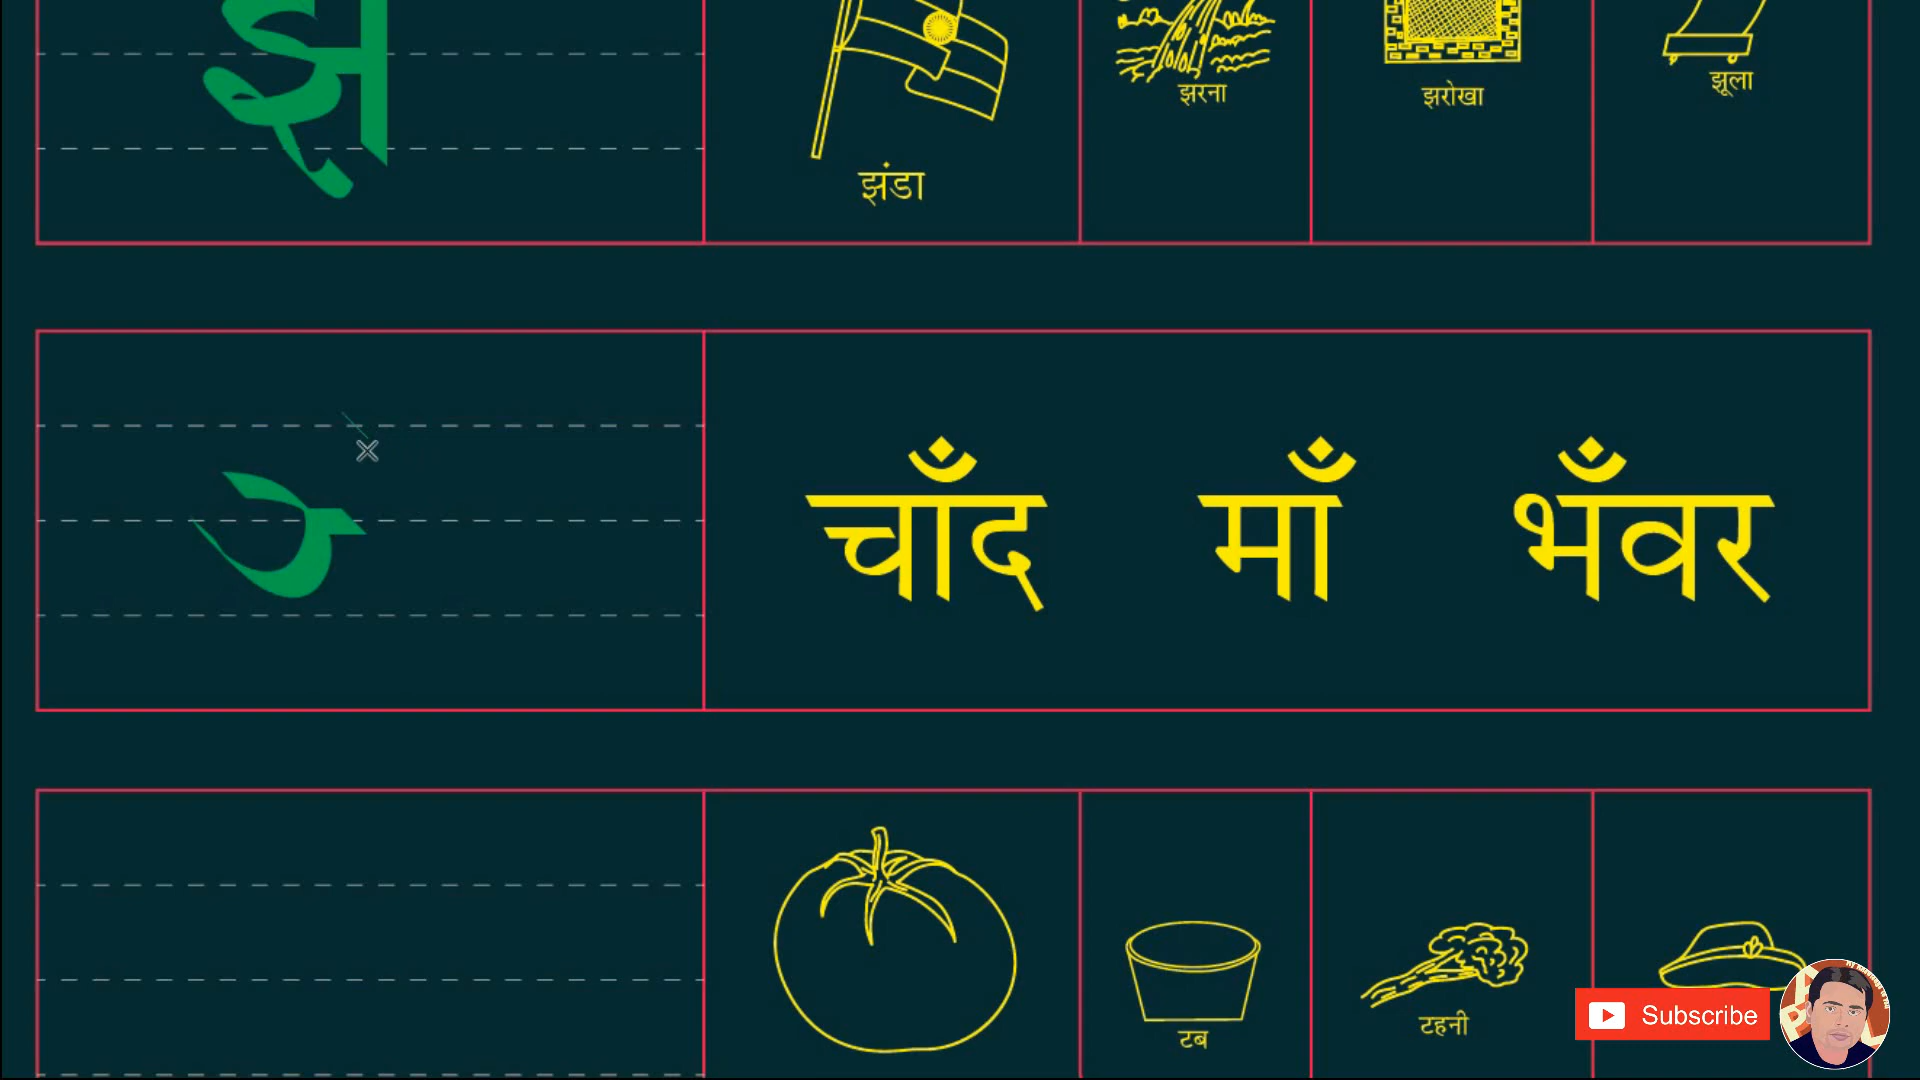 झ
झंडा
झरना
झरोखा
झूला
चाँद माँ भँवर
टब
टहनी
Subscribe